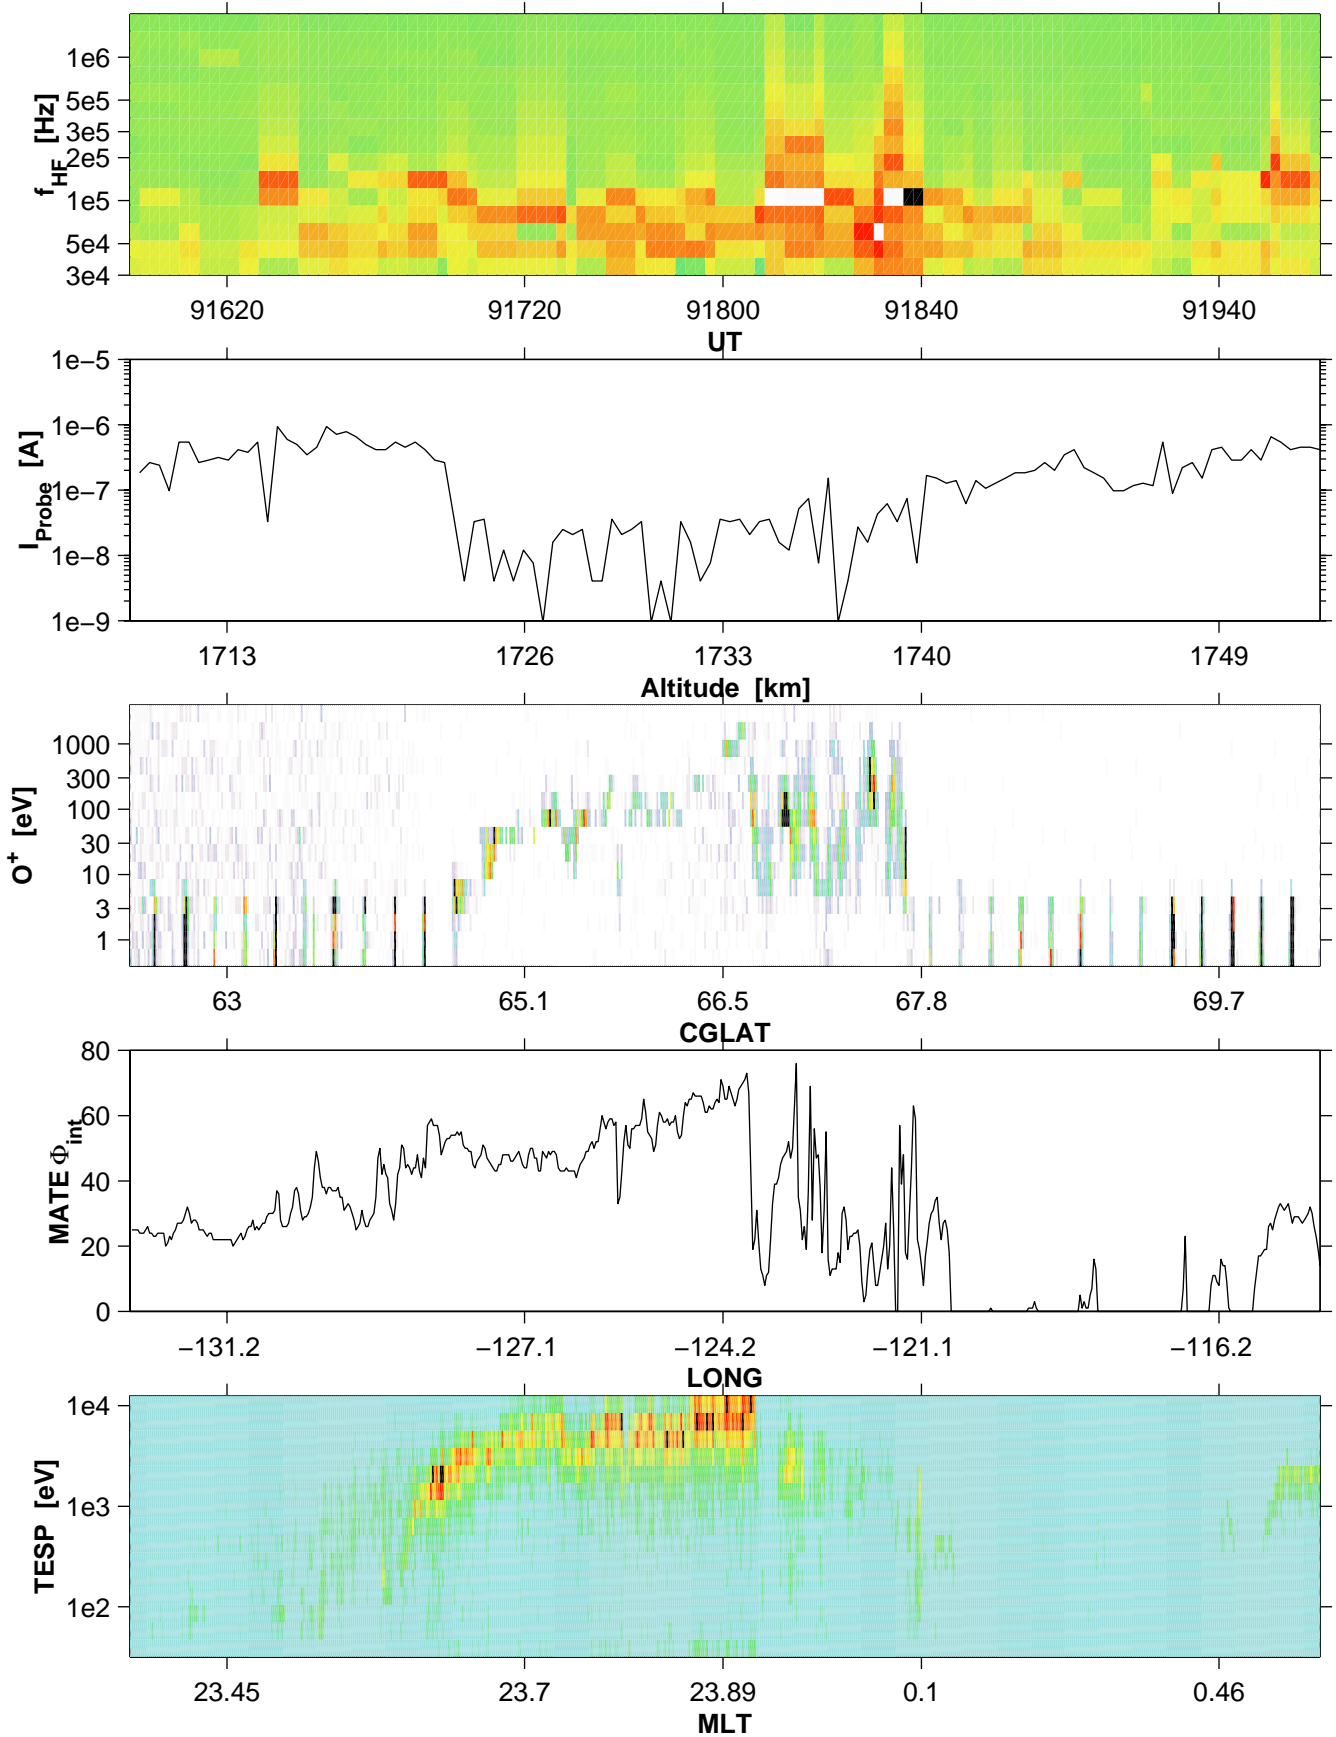 1e6
5e5
3e5
2e5
1e5
5e4
3e4
f_HF [Hz]
91620 91720 91800 91840 91940
UT
1e−5
1e−6
1e−7
1e−8
1e−9
I_Probe [A]
1713 1726 1733 1740 1749
Altitude [km]
1000
300
100
30
10
3
1
O⁺ [eV]
63 65.1 66.5 67.8 69.7
CGLAT
80
60
40
20
0
MATE Φ_int
−131.2 −127.1 −124.2 −121.1 −116.2
LONG
1e4
1e3
1e2
TESP [eV]
23.45 23.7 23.89 0.1 0.46
MLT